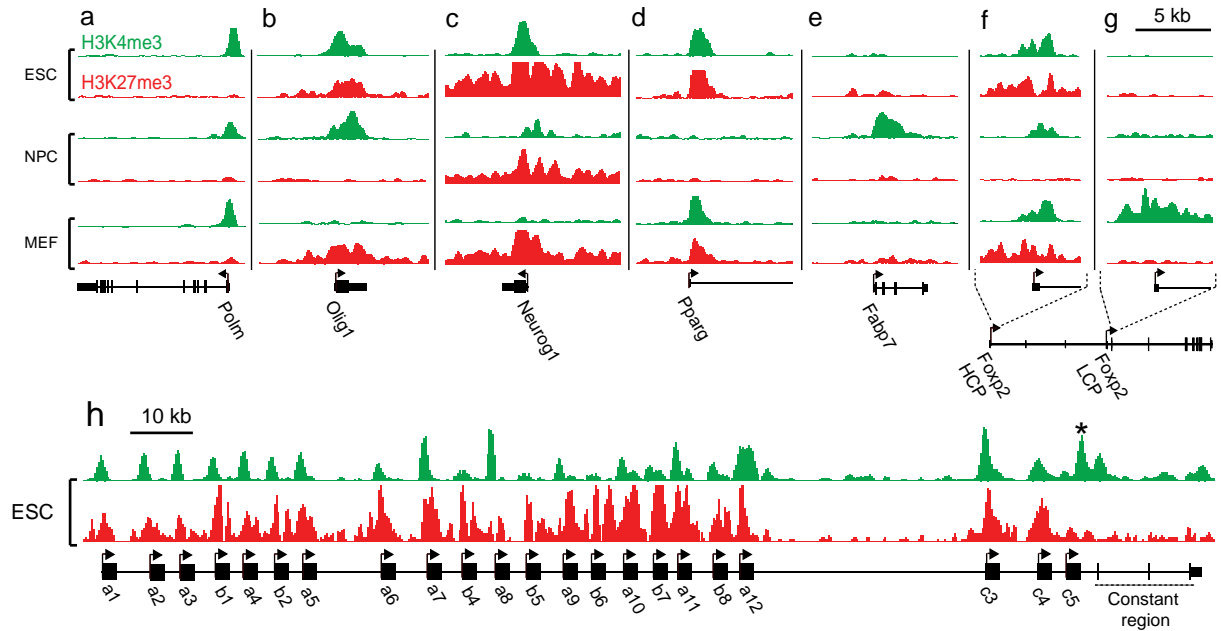 a b c d e f g
5 kb
H3K4me3
ESC
H3K27me3
NPC
MEF
Polm
Olig1
Neurog1
Pparg
Fabp7
Foxp2
HCP
Foxp2
LCP
h
10 kb
*
ESC
a1 a2 a3 b1 a4 b2 a5 a6 a7 b4 a8 b5 a9 b6 a10 b7 a11 b8 a12 c3 c4 c5
Constant
region